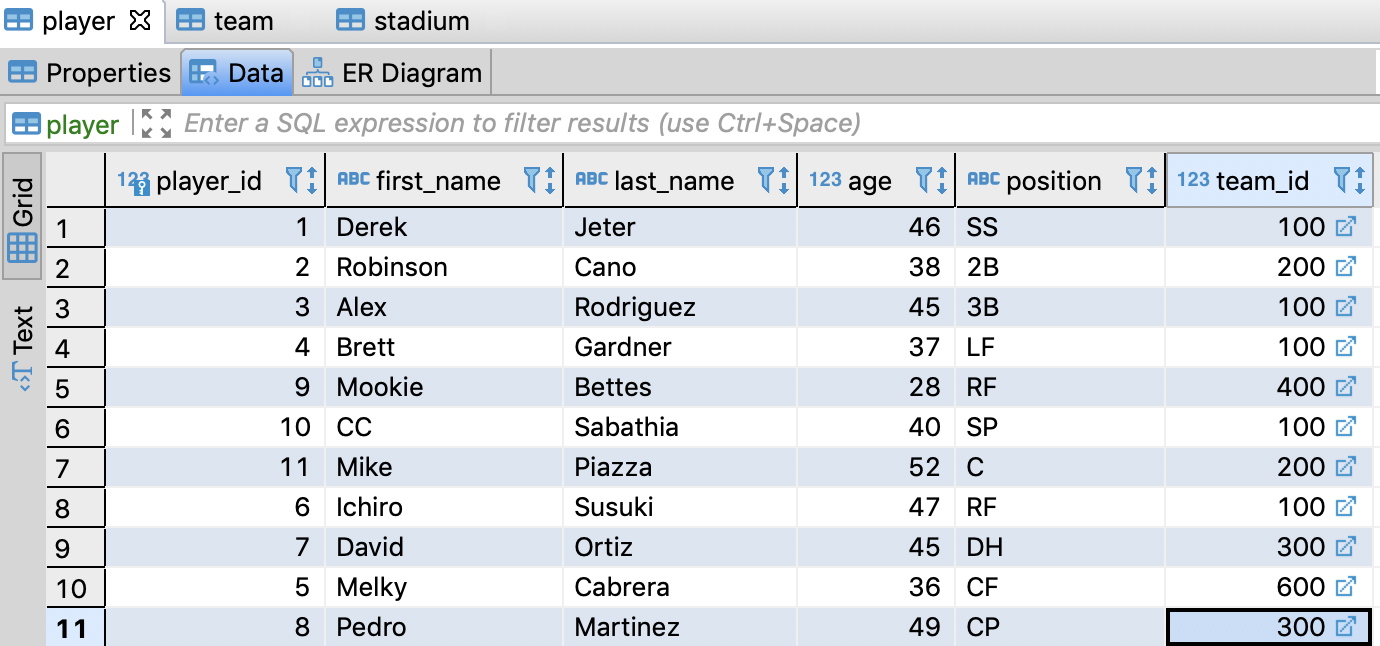 player team stadium
Properties Data ER Diagram
player Enter a SQL expression to filter results (use Ctrl+Space)
Grid
Text
123 player_id ABC first_name ABC last_name 123 age ABC position 123 team_id
1 1 Derek Jeter 46 SS 100
2 2 Robinson Cano 38 2B 200
3 3 Alex Rodriguez 45 3B 100
4 4 Brett Gardner 37 LF 100
5 9 Mookie Bettes 28 RF 400
6 10 CC Sabathia 40 SP 100
7 11 Mike Piazza 52 C 200
8 6 Ichiro Susuki 47 RF 100
9 7 David Ortiz 45 DH 300
10 5 Melky Cabrera 36 CF 600
11 8 Pedro Martinez 49 CP 300